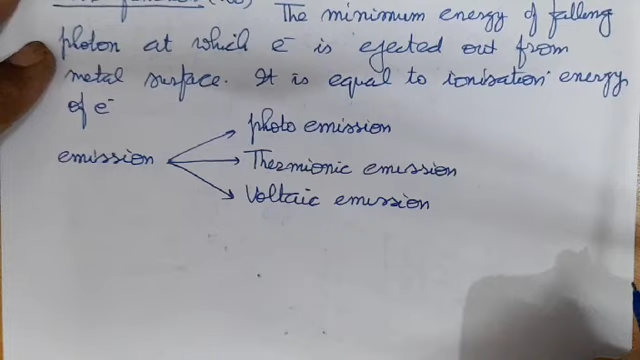 The minimum energy of falling
photon at which e⁻ is ejected out from
metal surface. It is equal to ionisation energy
of e⁻
photo emission
emission
Thermionic emission
Voltaic emission